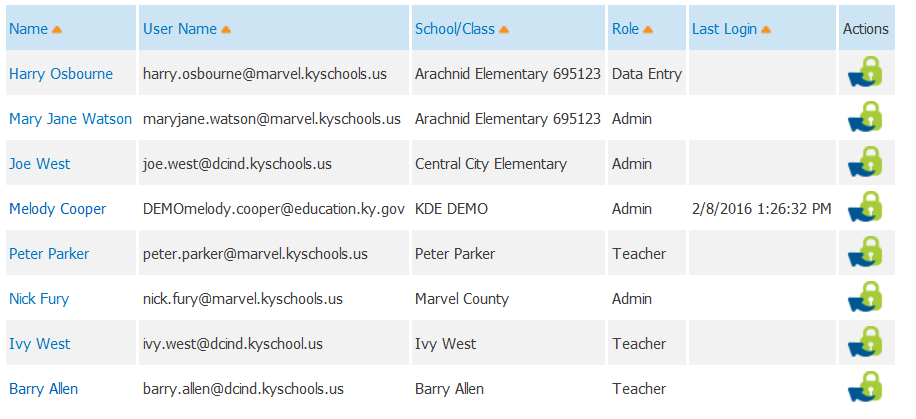 Name User Name School/Class Role Last Login Actions
Harry Osbourne harry.osbourne@marvel.kyschools.us Arachnid Elementary 695123 Data Entry
Mary Jane Watson maryjane.watson@marvel.kyschools.us Arachnid Elementary 695123 Admin
Joe West joe.west@dcind.kyschools.us Central City Elementary Admin
Melody Cooper DEMOmelody.cooper@education.ky.gov KDE DEMO Admin 2/8/2016 1:26:32 PM
Peter Parker peter.parker@marvel.kyschools.us Peter Parker Teacher
Nick Fury nick.fury@marvel.kyschools.us Marvel County Admin
Ivy West ivy.west@dcind.kyschool.us Ivy West Teacher
Barry Allen barry.allen@dcind.kyschools.us Barry Allen Teacher